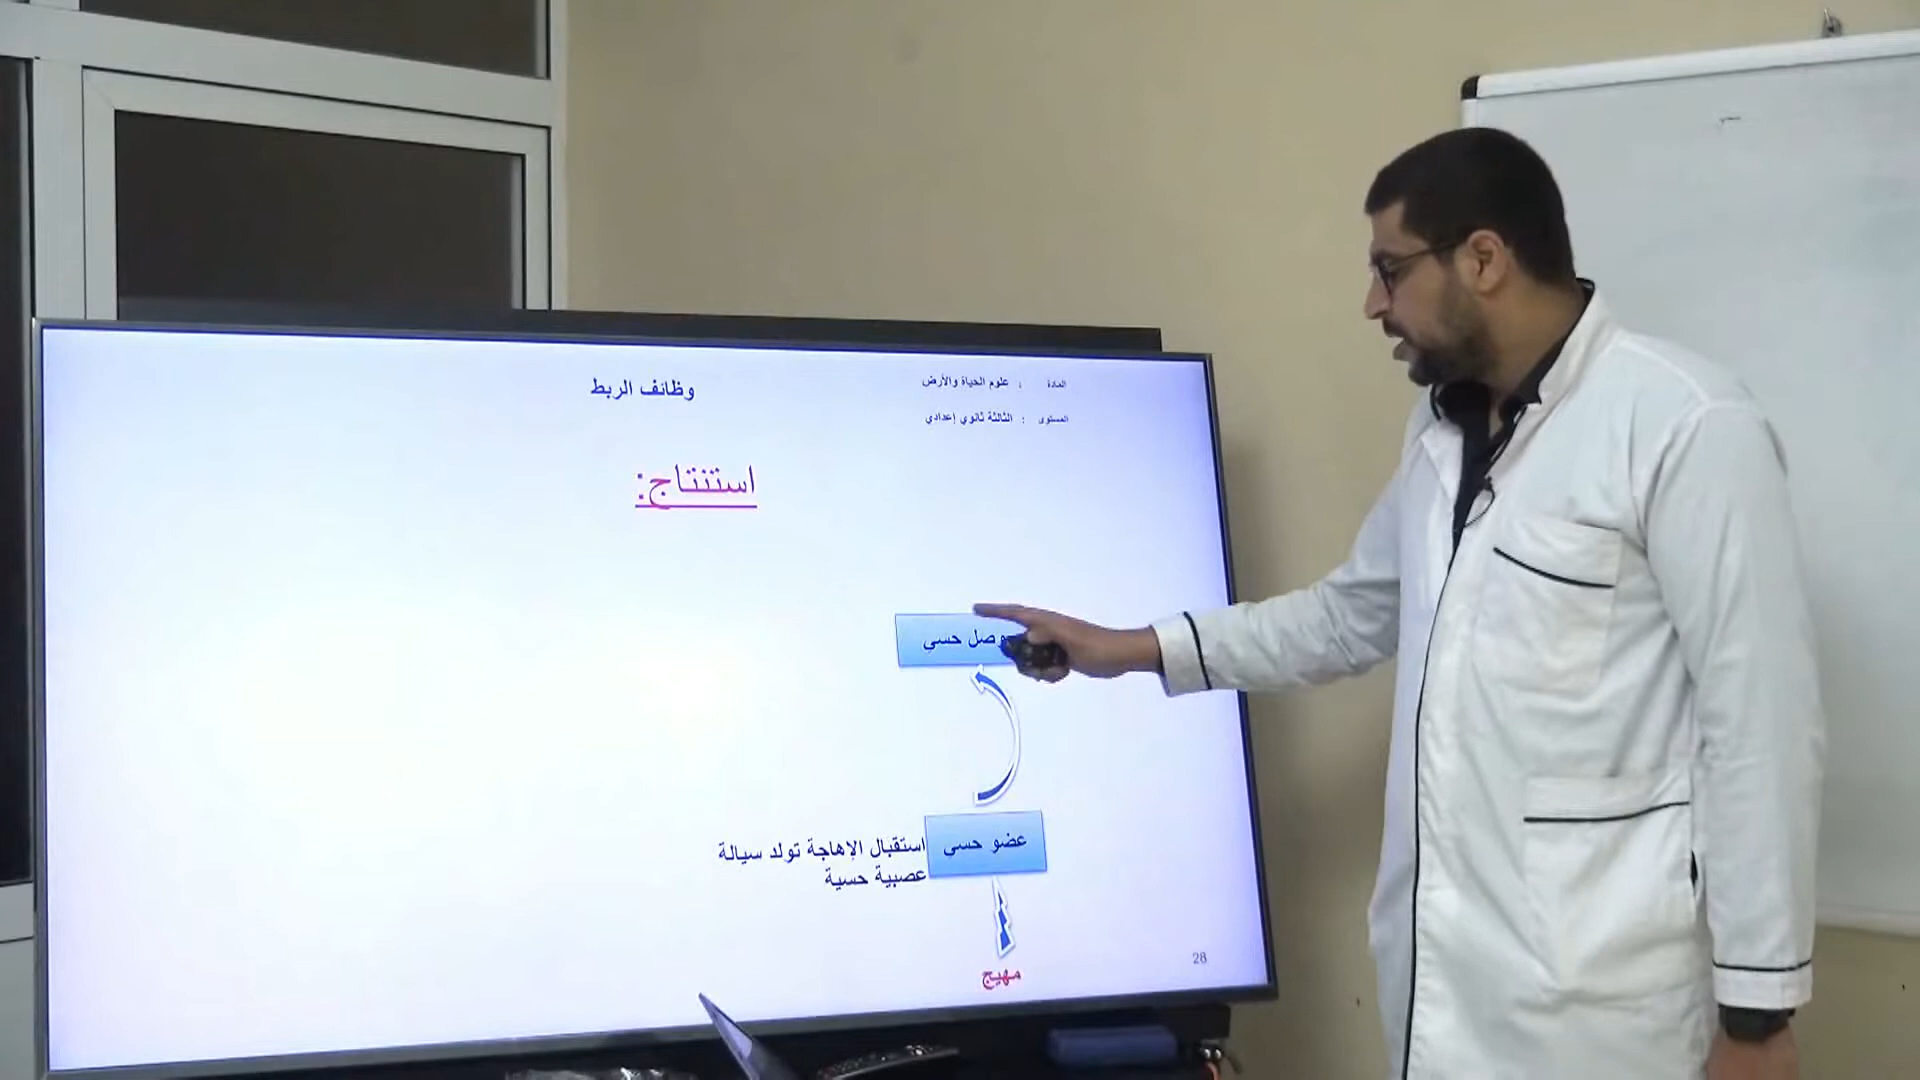 المادة : علوم الحياة والأرض
المستوى : الثالثة ثانوي إعدادي
وظائف الربط
استنتاج:
حسي
عضو حسي
استقبال الإهاجة تولد سيالة
عصبية حسية
مهيج
28